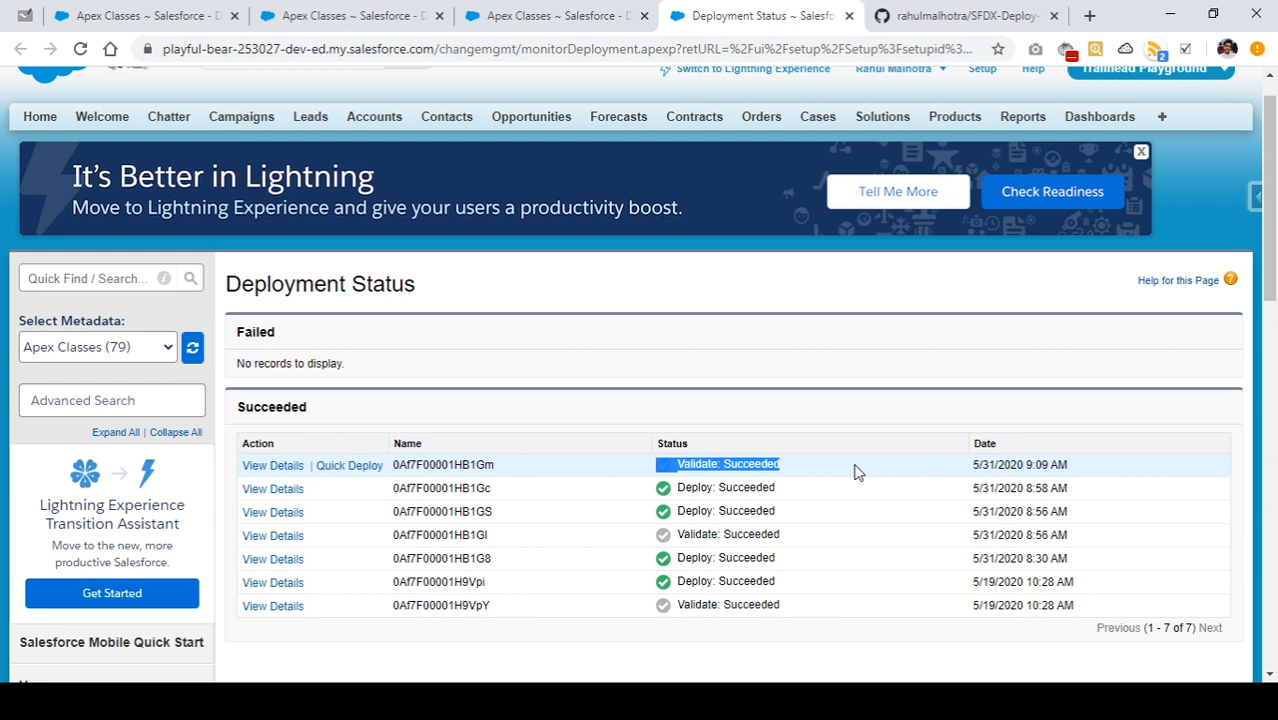 Apex Classes ~ Salesforce - D
Apex Classes ~ Salesforce - D
Apex Classes ~ Salesforce - D
Deployment Status ~ Salesfo
rahulmalhotra/SFDX-Deploy-
playful-bear-253027-dev-ed.my.salesforce.com/changemgmt/monitorDeployment.apexp?retURL=%2Fui%2Fsetup%2FSetup%3Fsetupid%3...
2
Switch to Lightning Experience
Rahul Malhotra
Setup
Help
Trailhead Playground
Home
Welcome
Chatter
Campaigns
Leads
Accounts
Contacts
Opportunities
Forecasts
Contracts
Orders
Cases
Solutions
Products
Reports
Dashboards
+
It's Better in Lightning
Move to Lightning Experience and give your users a productivity boost.
Tell Me More
Check Readiness
X
Quick Find / Search...
Select Metadata:
Apex Classes (79)
Advanced Search
Expand All | Collapse All
Lightning Experience
Transition Assistant
Move to the new, more
productive Salesforce.
Get Started
Salesforce Mobile Quick Start
Deployment Status
Help for this Page ?
Failed
No records to display.
Succeeded
Action Name Status Date
View Details | Quick Deploy 0Af7F00001HB1Gm Validate: Succeeded 5/31/2020 9:09 AM
View Details 0Af7F00001HB1Gc Deploy: Succeeded 5/31/2020 8:58 AM
View Details 0Af7F00001HB1GS Deploy: Succeeded 5/31/2020 8:56 AM
View Details 0Af7F00001HB1GI Validate: Succeeded 5/31/2020 8:56 AM
View Details 0Af7F00001HB1G8 Deploy: Succeeded 5/31/2020 8:30 AM
View Details 0Af7F00001H9Vpi Deploy: Succeeded 5/19/2020 10:28 AM
View Details 0Af7F00001H9VpY Validate: Succeeded 5/19/2020 10:28 AM
Previous (1 - 7 of 7) Next